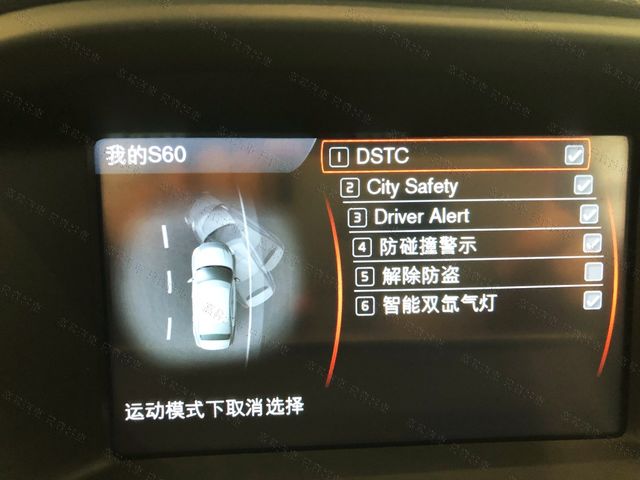 我的S60
1 DSTC
2 City Safety
3 Driver Alert
4 防碰撞警示
5 解除防盗
6 智能双氙气灯
运动模式下取消选择